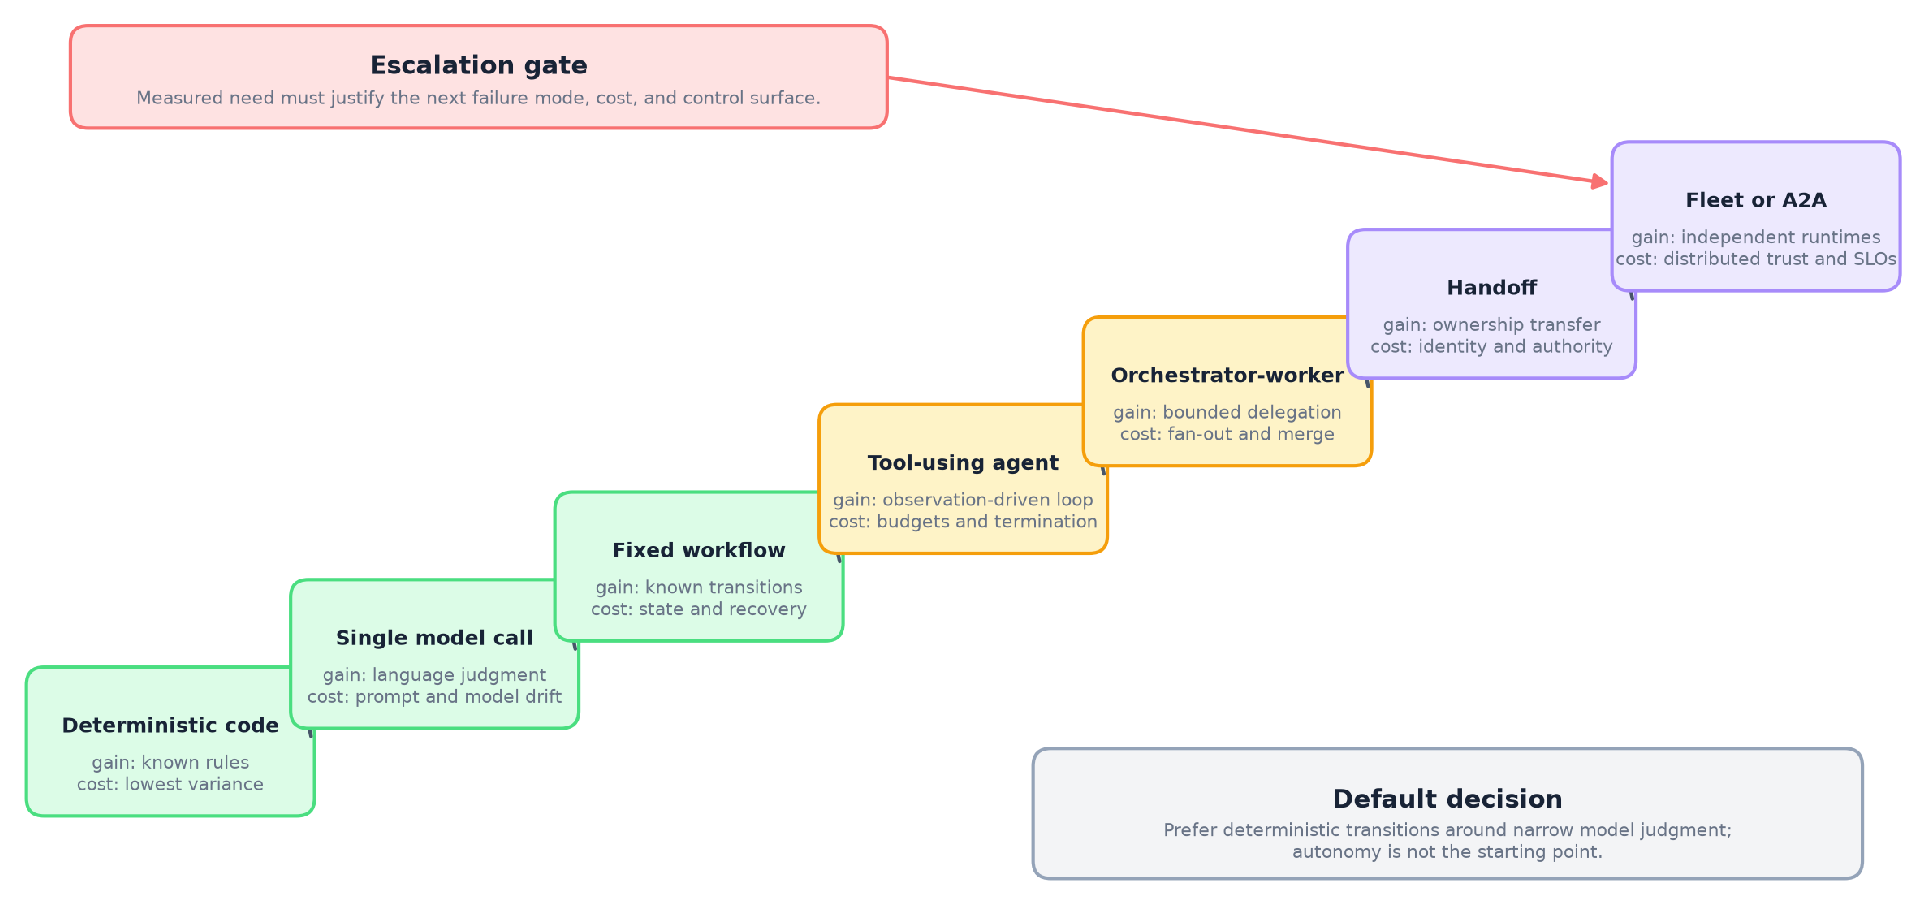 Escalation gate
Measured need must justify the next failure mode, cost, and control surface.
Fleet or A2A
gain: independent runtimes
cost: distributed trust and SLOs
Handoff
gain: ownership transfer
cost: identity and authority
Orchestrator-worker
gain: bounded delegation
cost: fan-out and merge
Tool-using agent
gain: observation-driven loop
cost: budgets and termination
Fixed workflow
gain: known transitions
cost: state and recovery
Single model call
gain: language judgment
cost: prompt and model drift
Deterministic code
gain: known rules
cost: lowest variance
Default decision
Prefer deterministic transitions around narrow model judgment;
autonomy is not the starting point.